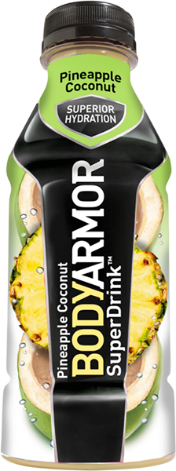 Pineapple
Coconut
SUPERIOR
HYDRATION
Pineapple Coconut
BODYARMOR
SuperDrink™